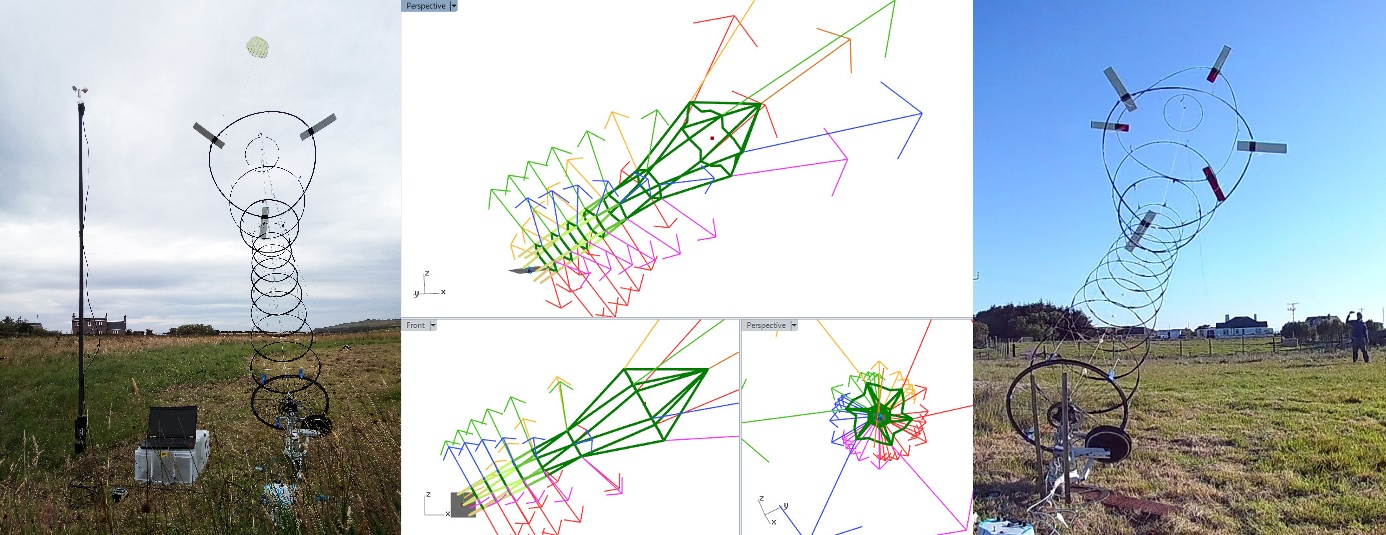 Perspective
z
y
x
Front
Perspective
z
x
z
y
x